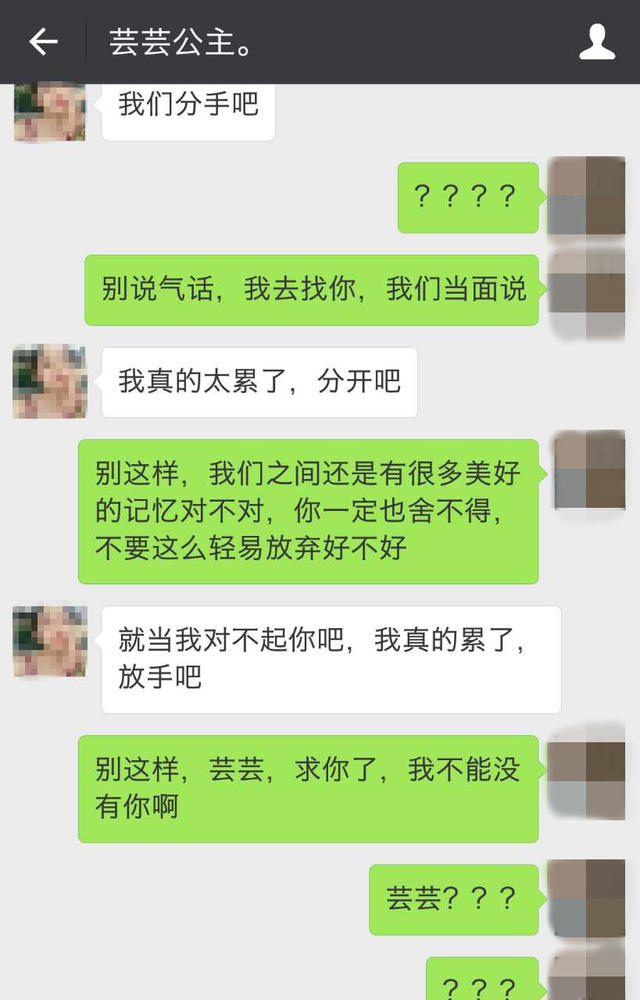 芸芸公主。
我们分手吧
？？？？
别说气话，我去找你，我们当面说
我真的太累了，分开吧
别这样，我们之间还是有很多美好
的记忆对不对，你一定也舍不得，
不要这么轻易放弃好不好
就当我对不起你吧，我真的累了，
放手吧
别这样，芸芸，求你了，我不能没
有你啊
芸芸？？？
？？？